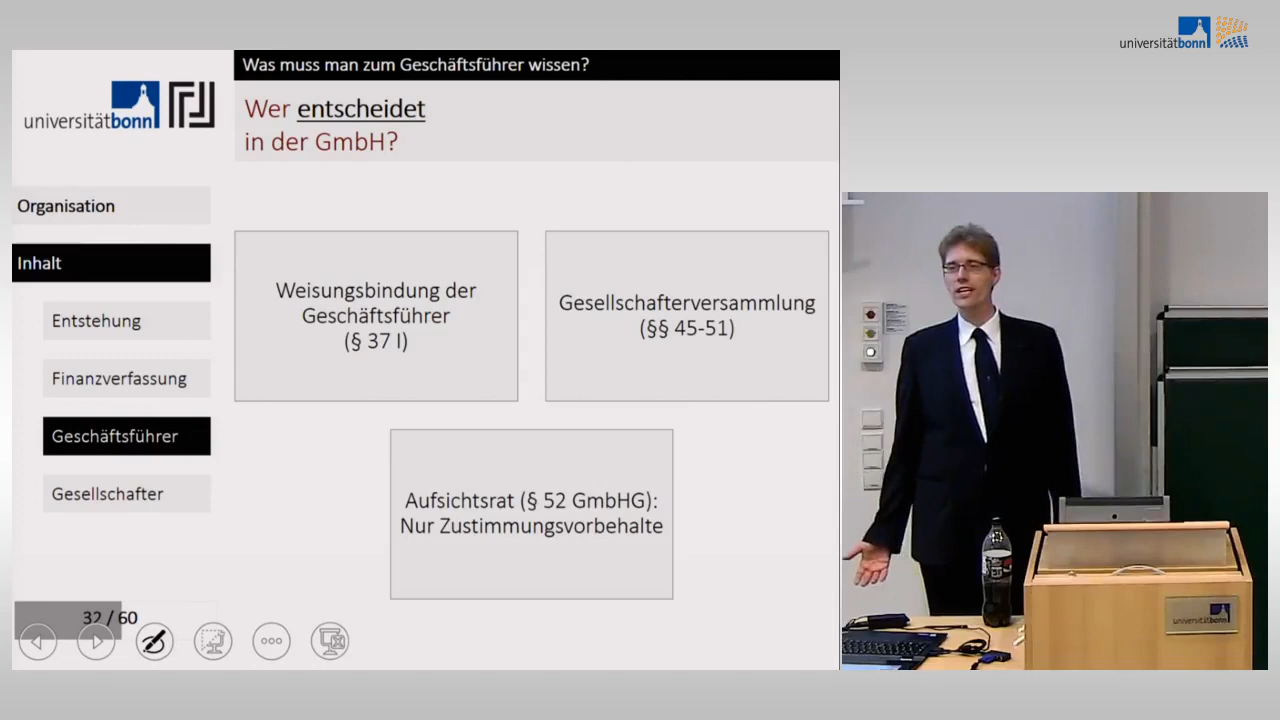 universitätbonn
Was muss man zum Geschäftsführer wissen?
universitätbonn
Wer entscheidet
in der GmbH?
Organisation
Inhalt
Entstehung
Finanzverfassung
Geschäftsführer
Gesellschafter
Weisungsbindung der
Geschäftsführer
(§ 37 I)
Gesellschafterversammlung
(§§ 45-51)
Aufsichtsrat (§ 52 GmbHG):
Nur Zustimmungsvorbehalte
32 / 60
universitätbonn